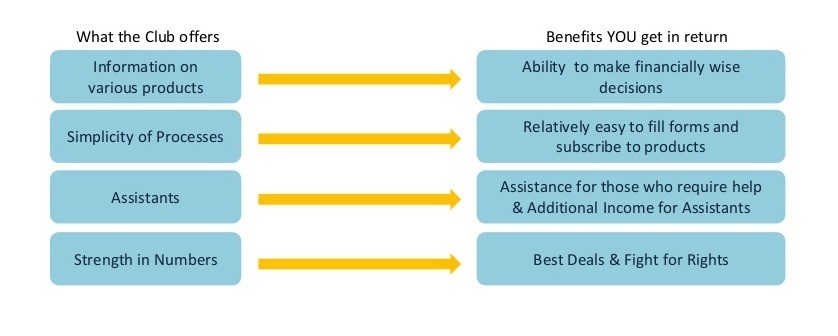 What the Club offers
Benefits YOU get in return
Information on
various products
Ability to make financially wise
decisions
Simplicity of Processes
Relatively easy to fill forms and
subscribe to products
Assistants
Assistance for those who require help
& Additional Income for Assistants
Strength in Numbers
Best Deals & Fight for Rights